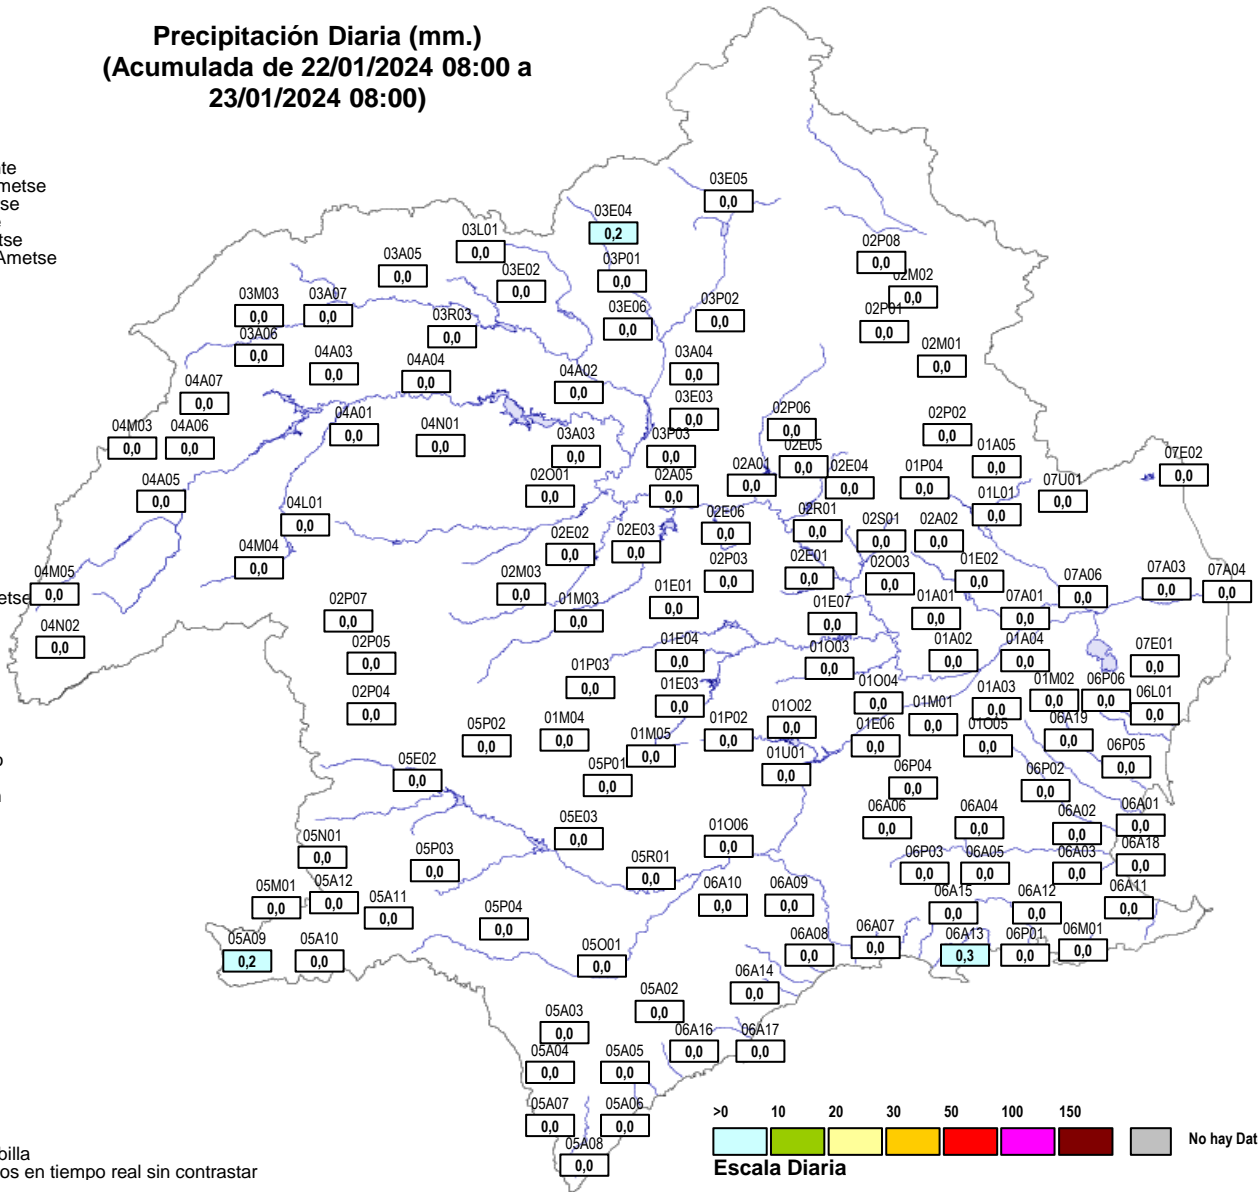 Precipitación Diaria (mm.)
(Acumulada de 22/01/2024 08:00 a
23/01/2024 08:00)
nte
metse
se
e
tse
Ametse
03E05
0,0
03E04
0,2
03L01
0,0
03P01
0,0
02P08
0,0
03A05
0,0
03E02
0,0
02M02
0,0
03M03
0,0
03A07
0,0
03P02
0,0
03E06
0,0
02P01
0,0
03R03
0,0
03A06
0,0
04A03
0,0
04A04
0,0
03A04
0,0
02M01
0,0
04A02
0,0
04A07
0,0
03E03
0,0
04A01
0,0
02P06
0,0
02P02
0,0
04M03
0,0
04A06
0,0
04N01
0,0
03A03
0,0
03P03
0,0
02E05
0,0
01A05
0,0
07E02
0,0
02A01
0,0
02E04
0,0
01P04
0,0
04A05
0,0
02O01
0,0
02A05
0,0
07U01
0,0
01L01
0,0
04L01
0,0
02E06
0,0
02R01
0,0
02S01
0,0
02A02
0,0
02E02
0,0
02E03
0,0
04M04
0,0
02P03
0,0
02E01
0,0
02O03
0,0
01E02
0,0
04M05
0,0
etse
02M03
0,0
07A06
0,0
07A03
0,0
07A04
0,0
01E01
0,0
01M03
0,0
02P07
0,0
01E07
0,0
01A01
0,0
07A01
0,0
04N02
0,0
02P05
0,0
01E04
0,0
01O03
0,0
01A02
0,0
01A04
0,0
07E01
0,0
01P03
0,0
01E03
0,0
01O04
0,0
01M02
0,0
06P06
0,0
02P04
0,0
01A03
0,0
06L01
0,0
01O02
0,0
01M01
0,0
05P02
0,0
01M04
0,0
01P02
0,0
01E06
0,0
01O05
0,0
06A19
0,0
01M05
0,0
o
05E02
0,0
01U01
0,0
06P05
0,0
05P01
0,0
06P04
0,0
06P02
0,0
05E03
0,0
06A06
0,0
06A04
0,0
06A02
0,0
06A01
0,0
01O06
0,0
05N01
0,0
05P03
0,0
05R01
0,0
06P03
0,0
06A05
0,0
06A03
0,0
06A18
0,0
05M01
0,0
05A12
0,0
05A11
0,0
06A10
0,0
06A09
0,0
06A15
0,0
06A12
0,0
06A11
0,0
05P04
0,0
05A09
0,2
05A10
0,0
05O01
0,0
06A08
0,0
06A07
0,0
06A13
0,3
06P01
0,0
06M01
0,0
06A14
0,0
05A02
0,0
05A03
0,0
06A16
0,0
06A17
0,0
05A04
0,0
05A05
0,0
05A07
0,0
05A06
0,0
05A08
0,0
>0 10 20 30 50 100 150
No hay Dat
Escala Diaria
billa
os en tiempo real sin contrastar